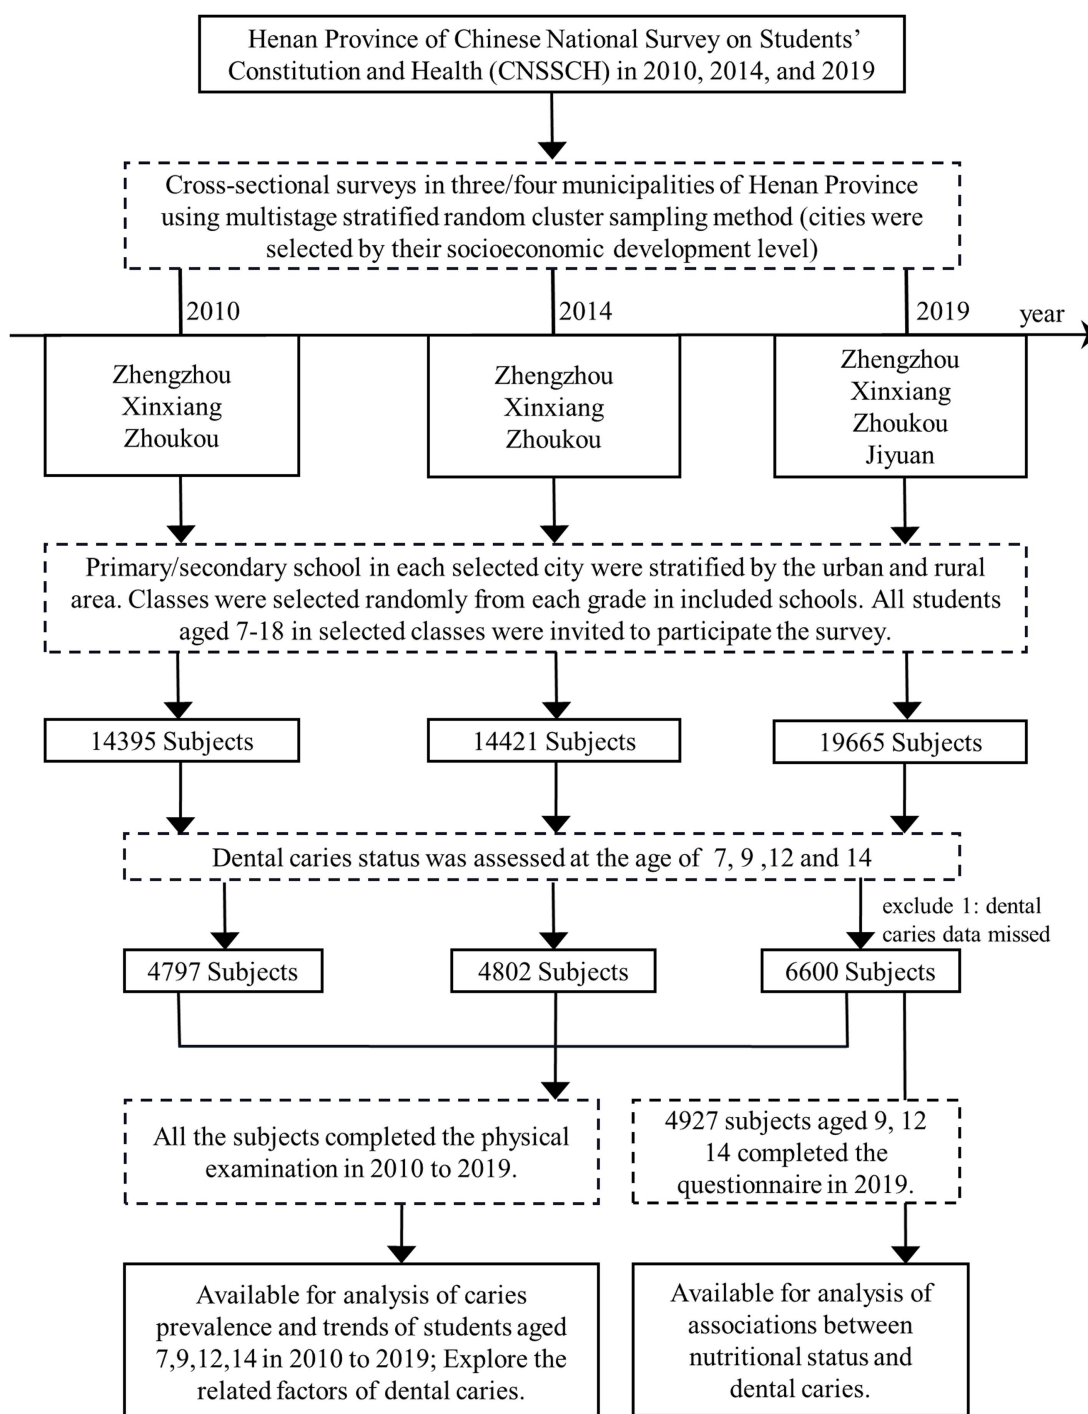 Henan Province of Chinese National Survey on Students’
Constitution and Health (CNSSCH) in 2010, 2014, and 2019
Cross-sectional surveys in three/four municipalities of Henan Province
using multistage stratified random cluster sampling method (cities were
selected by their socioeconomic development level)
2010
2014
2019
year
Zhengzhou
Xinxiang
Zhoukou
Zhengzhou
Xinxiang
Zhoukou
Zhengzhou
Xinxiang
Zhoukou
Jiyuan
Primary/secondary school in each selected city were stratified by the urban and rural
area. Classes were selected randomly from each grade in included schools. All students
aged 7-18 in selected classes were invited to participate the survey.
14395 Subjects
14421 Subjects
19665 Subjects
Dental caries status was assessed at the age of 7, 9 ,12 and 14
exclude 1: dental
caries data missed
4797 Subjects
4802 Subjects
6600 Subjects
All the subjects completed the physical
examination in 2010 to 2019.
4927 subjects aged 9, 12
14 completed the
questionnaire in 2019.
Available for analysis of caries
prevalence and trends of students aged
7,9,12,14 in 2010 to 2019; Explore the
related factors of dental caries.
Available for analysis of
associations between
nutritional status and
dental caries.